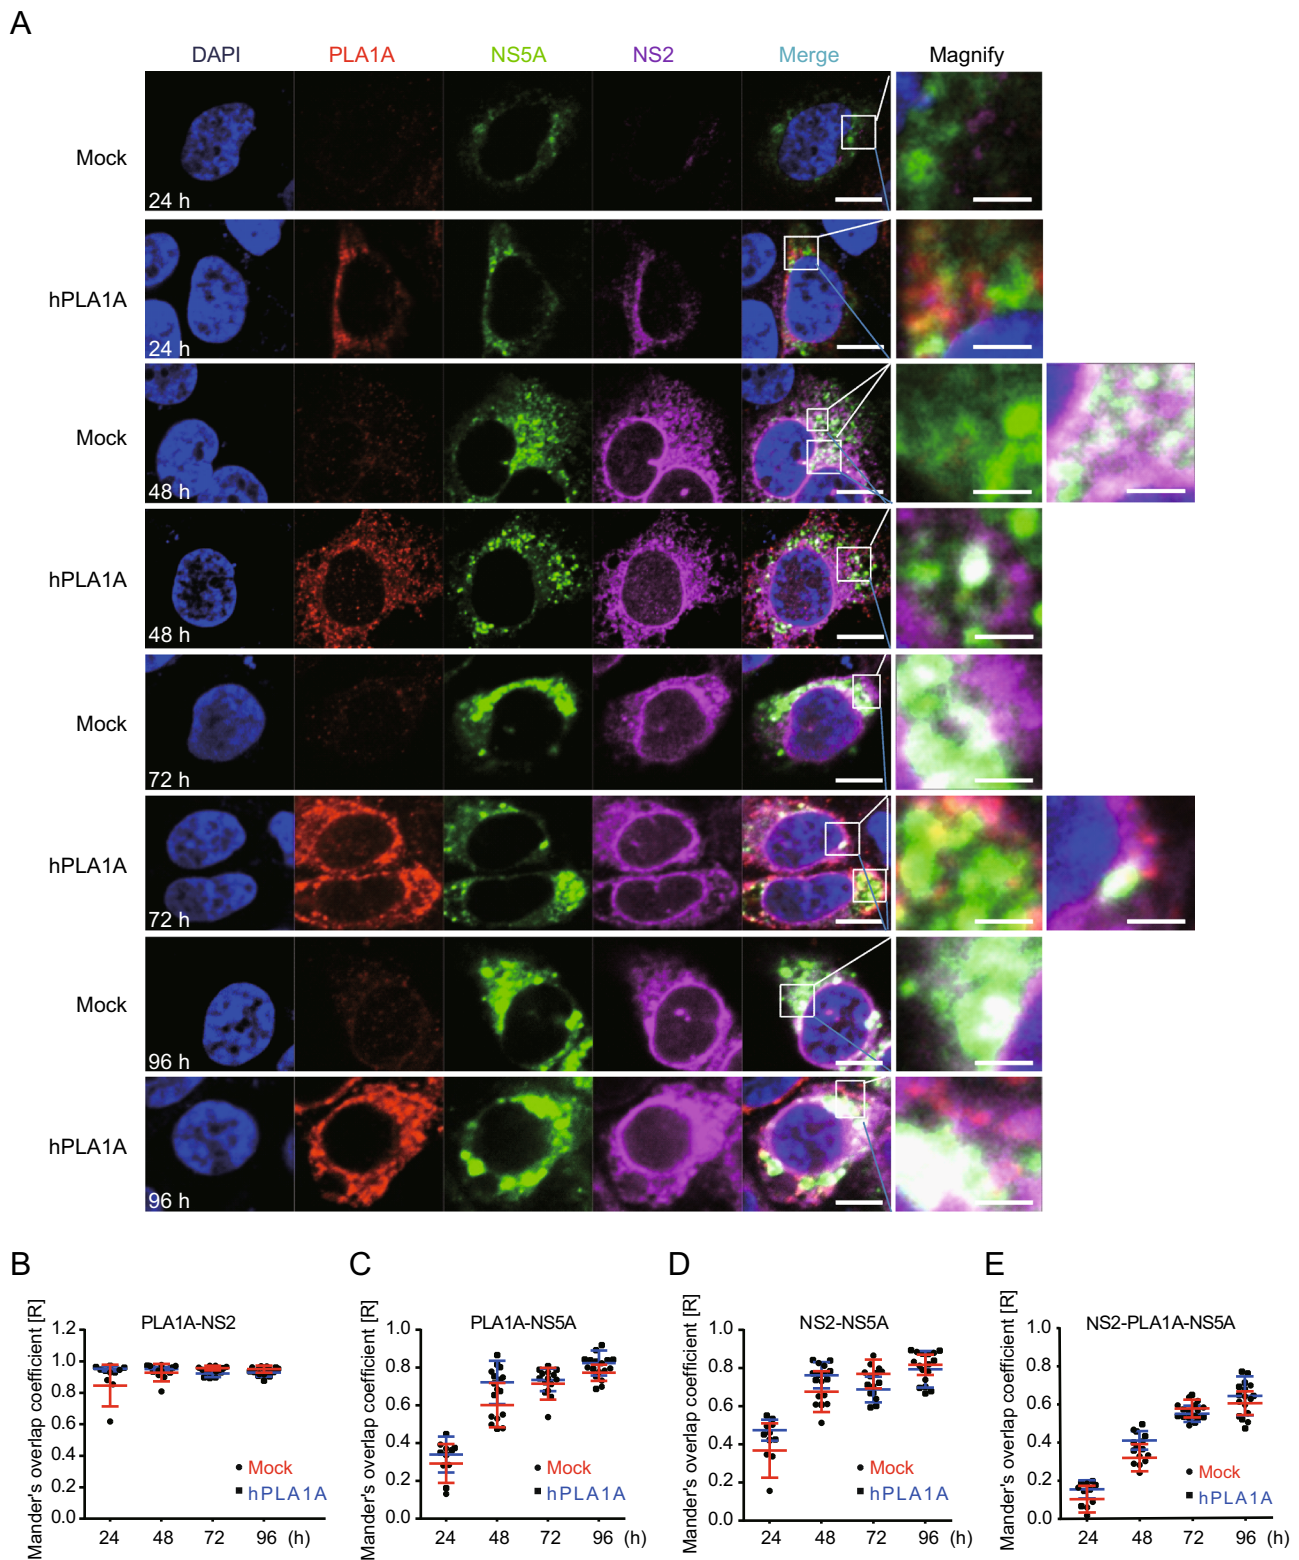 A
DAPI PLA1A NS5A NS2 Merge Magnify
Mock
24 h
hPLA1A
24 h
Mock
48 h
hPLA1A
48 h
Mock
72 h
hPLA1A
72 h
Mock
96 h
hPLA1A
96 h
B
PLA1A-NS2
Mander's overlap coefficient [R]
1.2
1.0
0.8
0.6
0.4
0.2
0.0
Mock
hPLA1A
24 48 72 96 (h)
C
PLA1A-NS5A
Mander's overlap coefficient [R]
1.0
0.8
0.6
0.4
0.2
0.0
Mock
hPLA1A
24 48 72 96 (h)
D
NS2-NS5A
Mander's overlap coefficient [R]
1.0
0.8
0.6
0.4
0.2
0.0
Mock
hPLA1A
24 48 72 96 (h)
E
NS2-PLA1A-NS5A
Mander's overlap coefficient [R]
1.0
0.8
0.6
0.4
0.2
0.0
Mock
hPLA1A
24 48 72 96 (h)